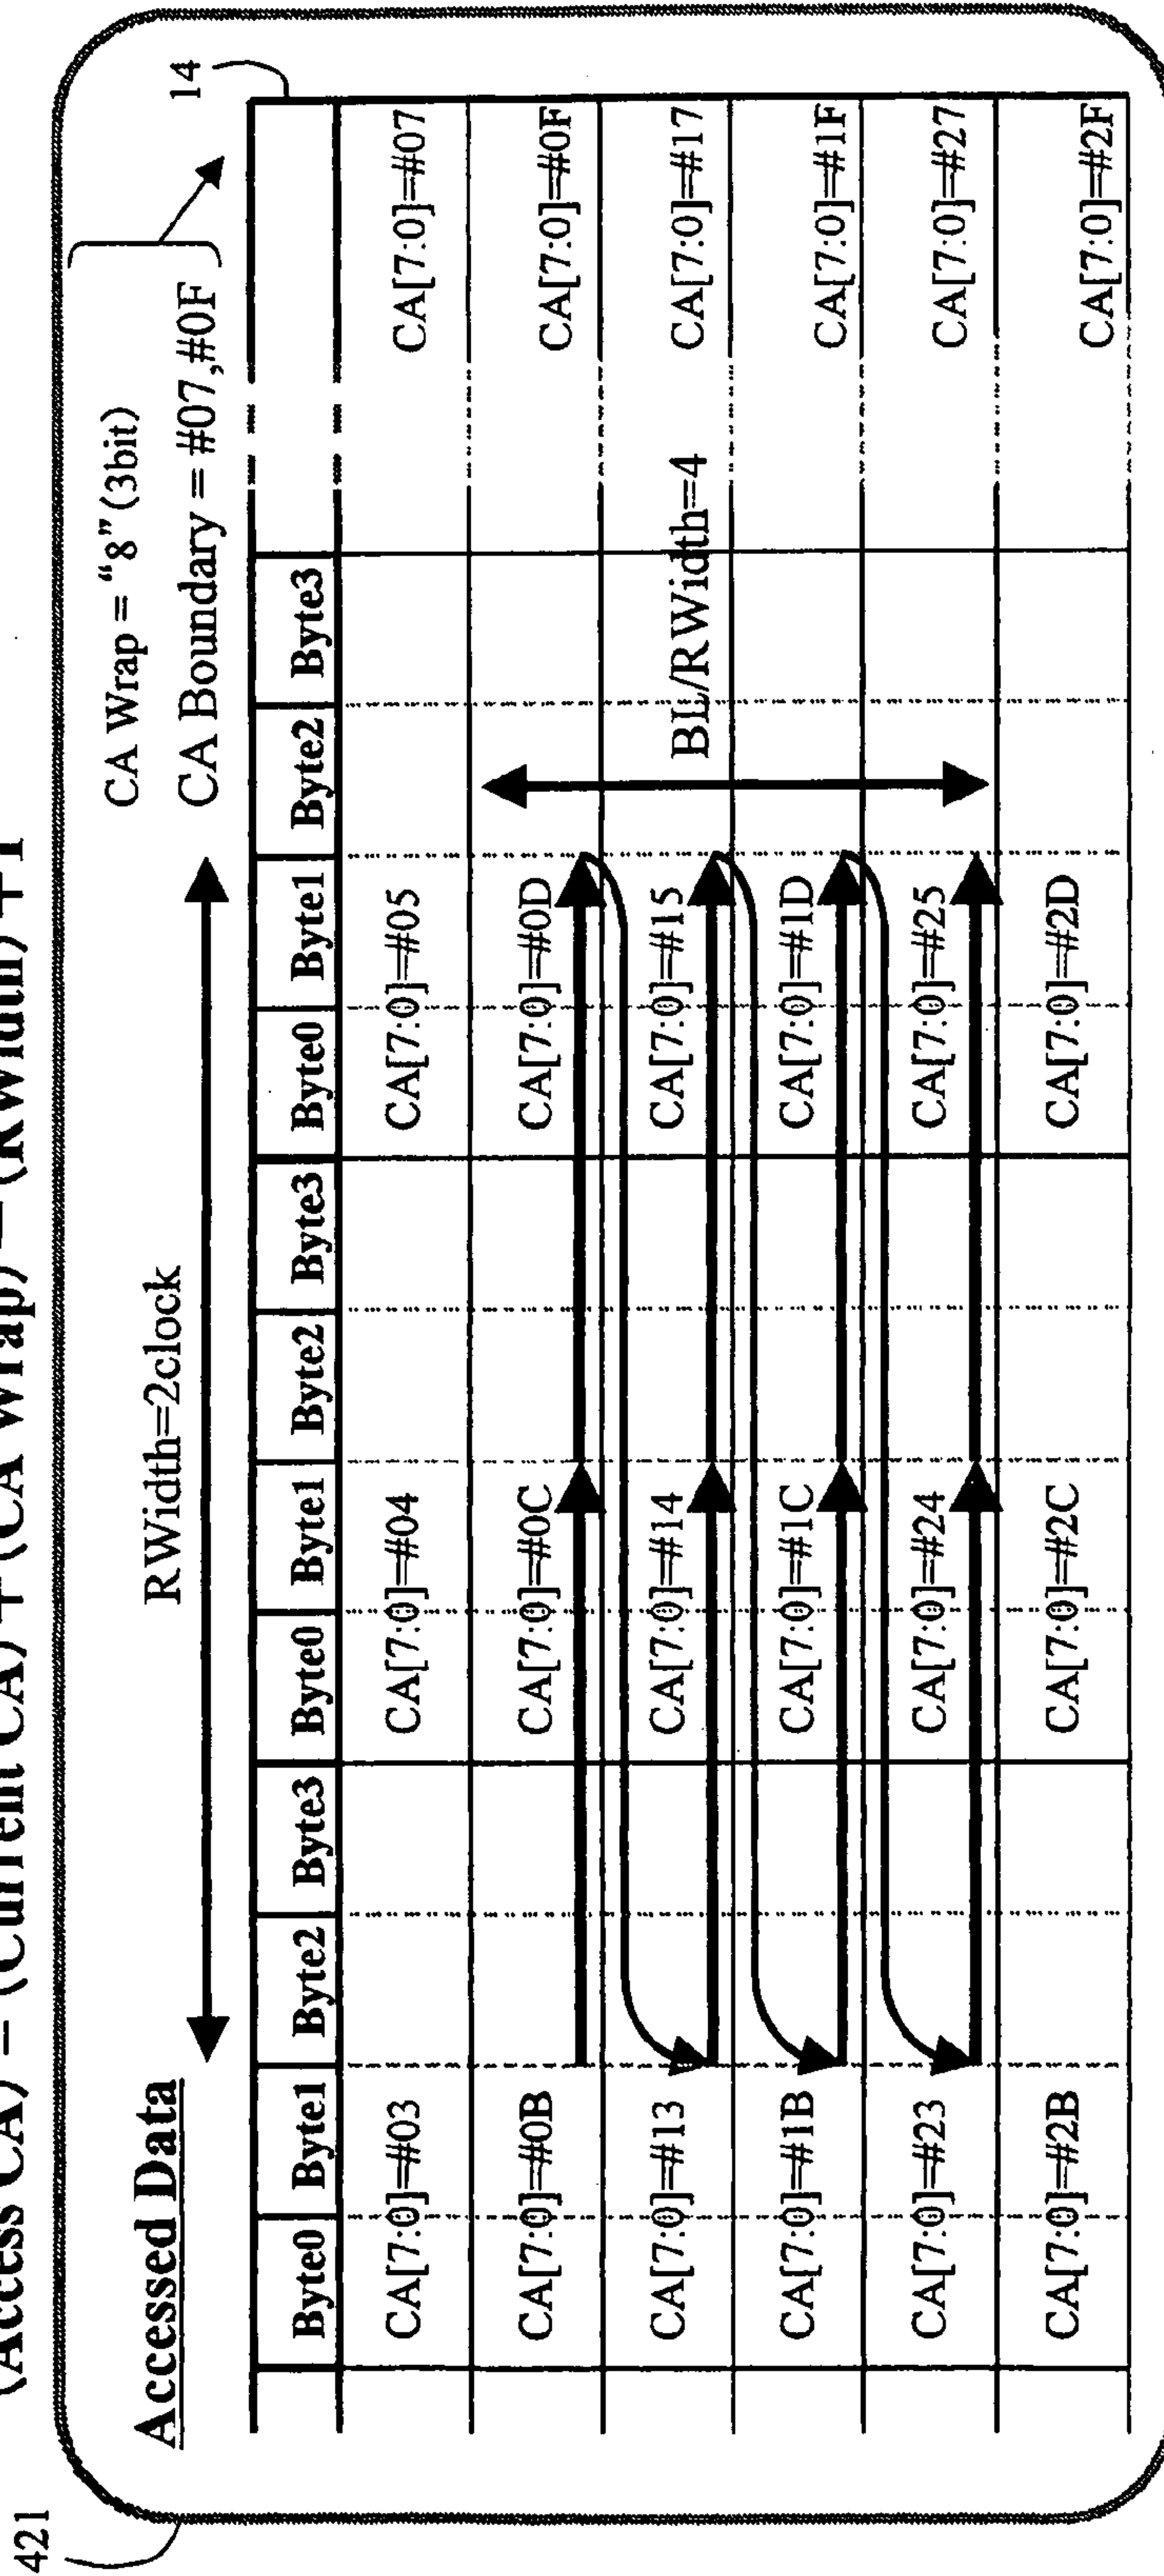 (Access CA) = (Current CA) + (CA Wrap) - (RWidth) + 1
421
Accessed Data
RWidth=2clock
CA Wrap = “8” (3bit)
CA Boundary = #07,#0F
14
Byte0 Byte1 Byte2 Byte3 Byte0 Byte1 Byte2 Byte3 Byte0 Byte1 Byte2 Byte3
CA[7:0]=#03 CA[7:0]=#04 CA[7:0]=#05 CA[7:0]=#07
CA[7:0]=#0B CA[7:0]=#0C CA[7:0]=#0D CA[7:0]=#0F
CA[7:0]=#13 CA[7:0]=#14 CA[7:0]=#15 CA[7:0]=#17
BL/RWidth=4
CA[7:0]=#1B CA[7:0]=#1C CA[7:0]=#1D CA[7:0]=#1F
CA[7:0]=#23 CA[7:0]=#24 CA[7:0]=#25 CA[7:0]=#27
CA[7:0]=#2B CA[7:0]=#2C CA[7:0]=#2D CA[7:0]=#2F